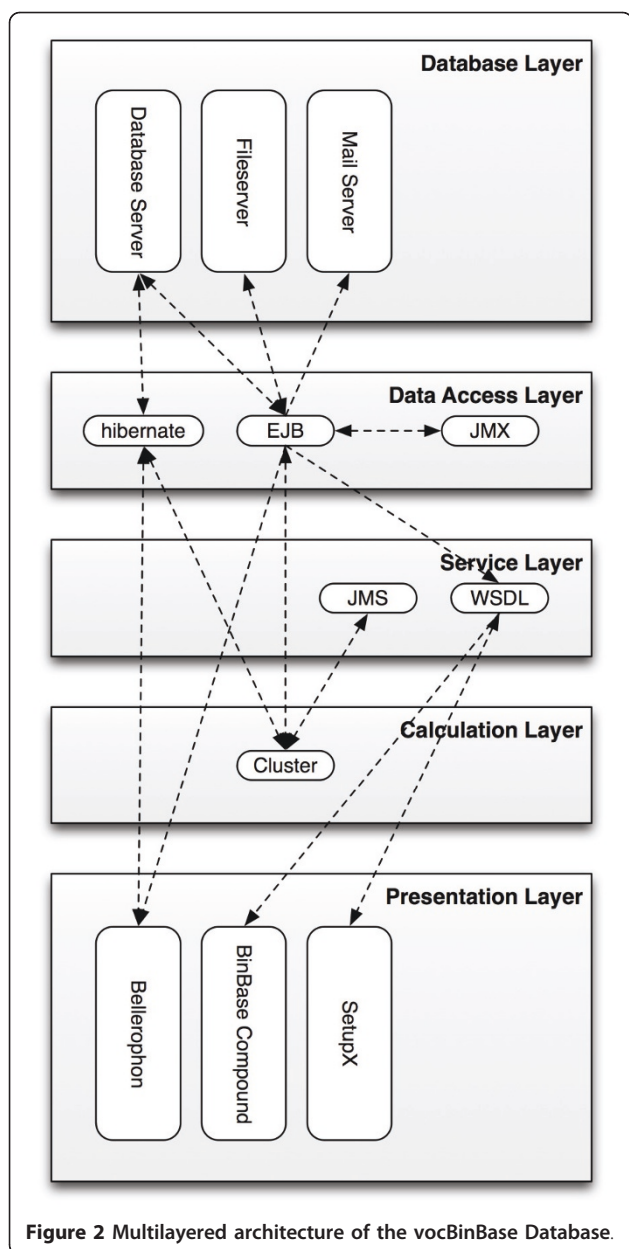 Database Layer
Database Server
Fileserver
Mail Server
Data Access Layer
hibernate
EJB
JMX
Service Layer
JMS
WSDL
Calculation Layer
Cluster
Presentation Layer
Bellerophon
BinBase Compound
SetupX
Figure 2 Multilayered architecture of the vocBinBase Database.